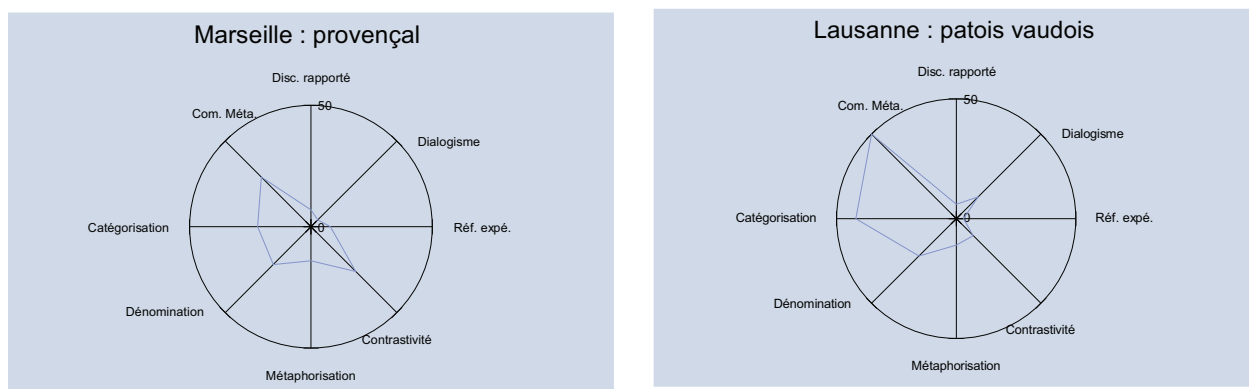 Marseille : provençal
Disc. rapporté
50
Com. Méta.
Dialogisme
Catégorisation
0
Réf. expé.
Dénomination
Contrastivité
Métaphorisation
Lausanne : patois vaudois
Disc. rapporté
50
Com. Méta.
Dialogisme
Catégorisation
0
Réf. expé.
Dénomination
Contrastivité
Métaphorisation